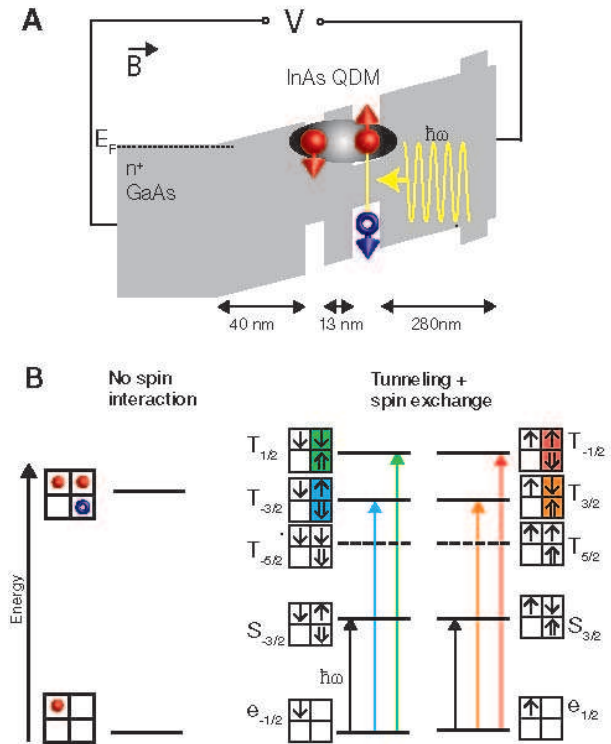 A
V
B
InAs QDM
E_F
ħω
n⁺
GaAs
40 nm
13 nm
280nm
B
No spin
interaction
Tunneling +
spin exchange
T_1/2
↓ ↓
⇑
↑ ↑
⇓
T_-1/2
T_-3/2
↓ ↑
⇓
↑ ↓
⇑
T_3/2
T_-5/2
↓ ↓
⇓
↑ ↑
⇑
T_5/2
Energy
S_-3/2
↓ ↑
⇓
↑ ↓
⇑
S_3/2
ħω
e_-1/2
↓
↑
e_1/2